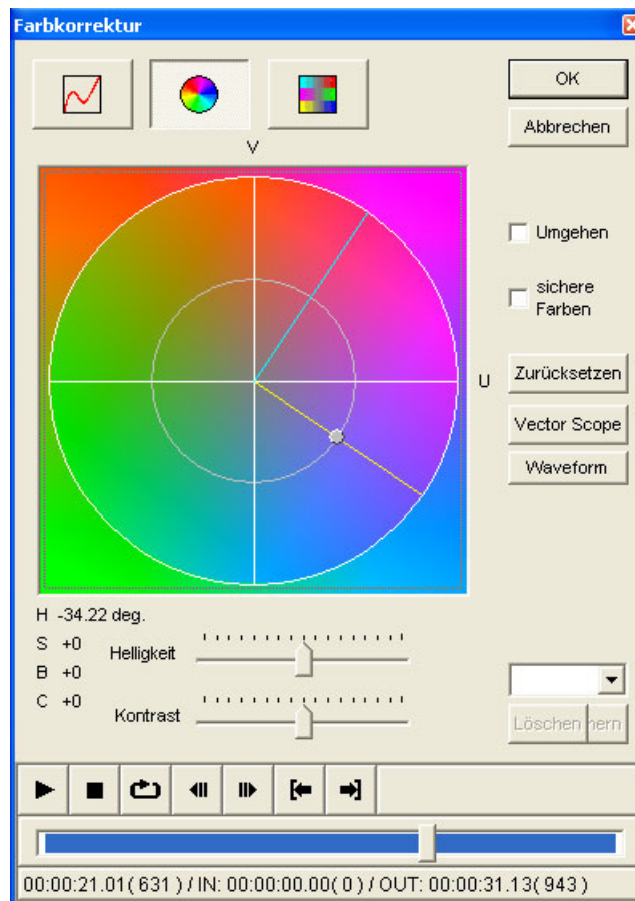 Farbkorrektur
OK
Abbrechen
V
Umgehen
sichere
Farben
U
Zurücksetzen
Vector Scope
Waveform
H -34.22 deg.
S +0
B +0
C +0
Helligkeit
Kontrast
Löschen
00:00:21.01( 631 ) / IN: 00:00:00.00( 0 ) / OUT: 00:00:31.13( 943 )